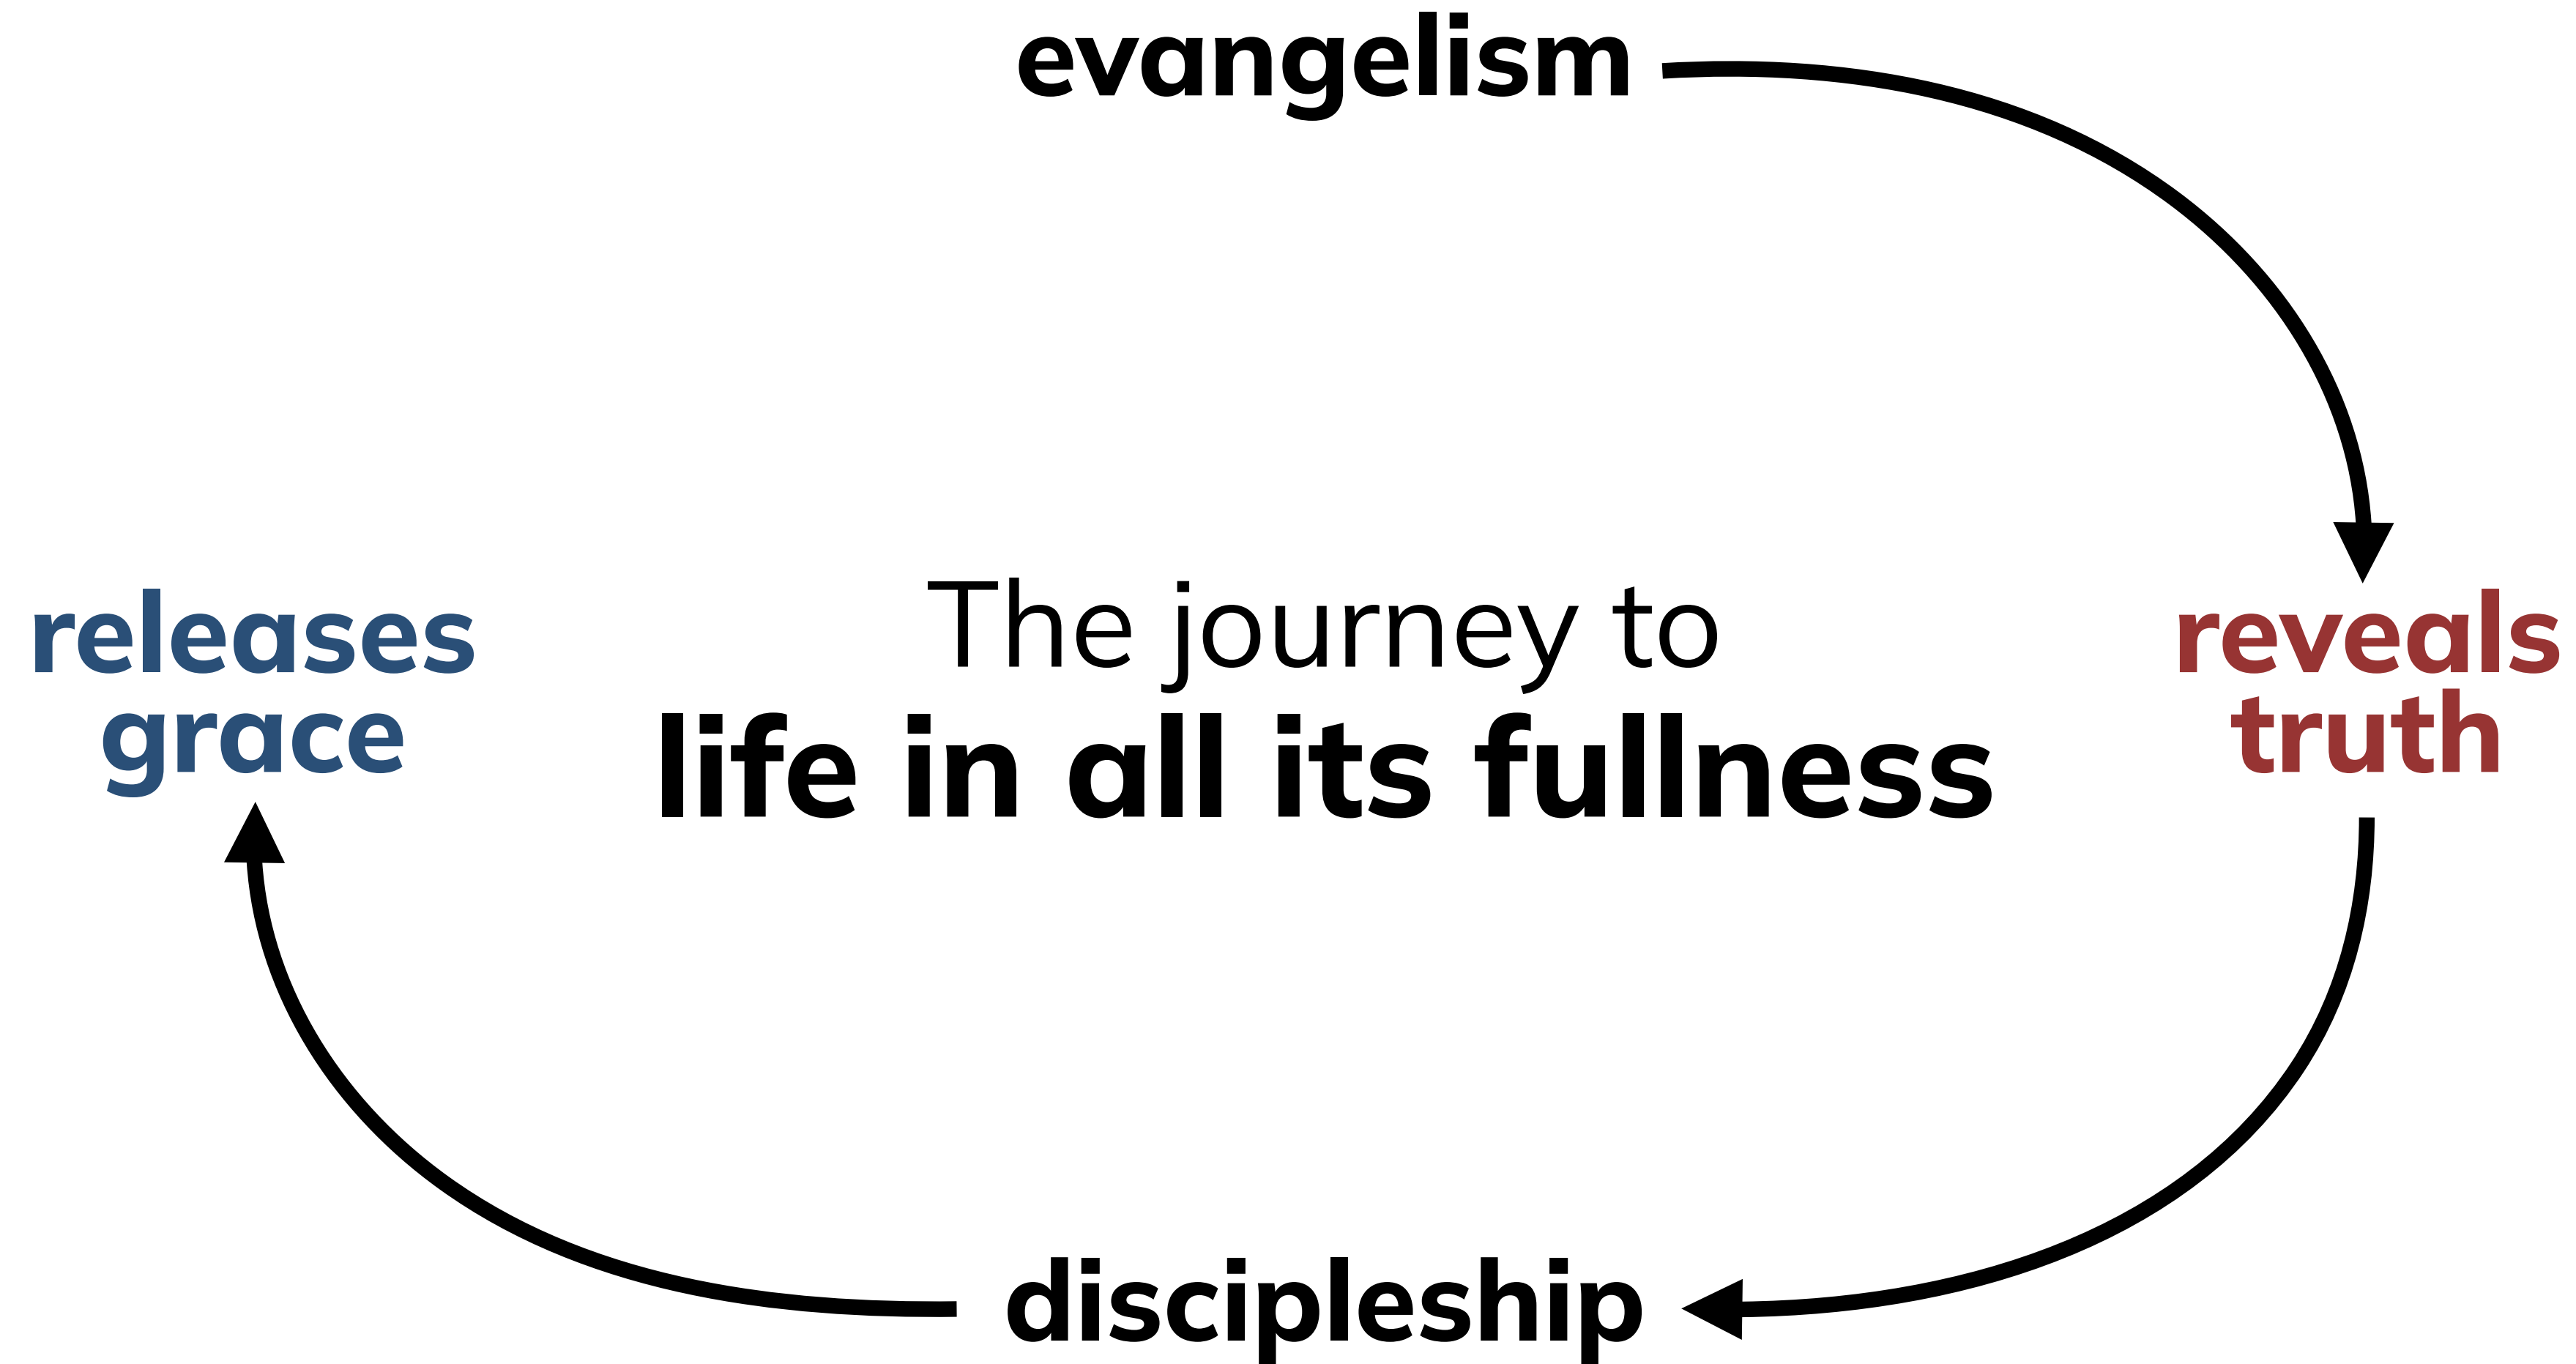 evangelism
releases
grace
The journey to
life in all its fullness
reveals
truth
discipleship